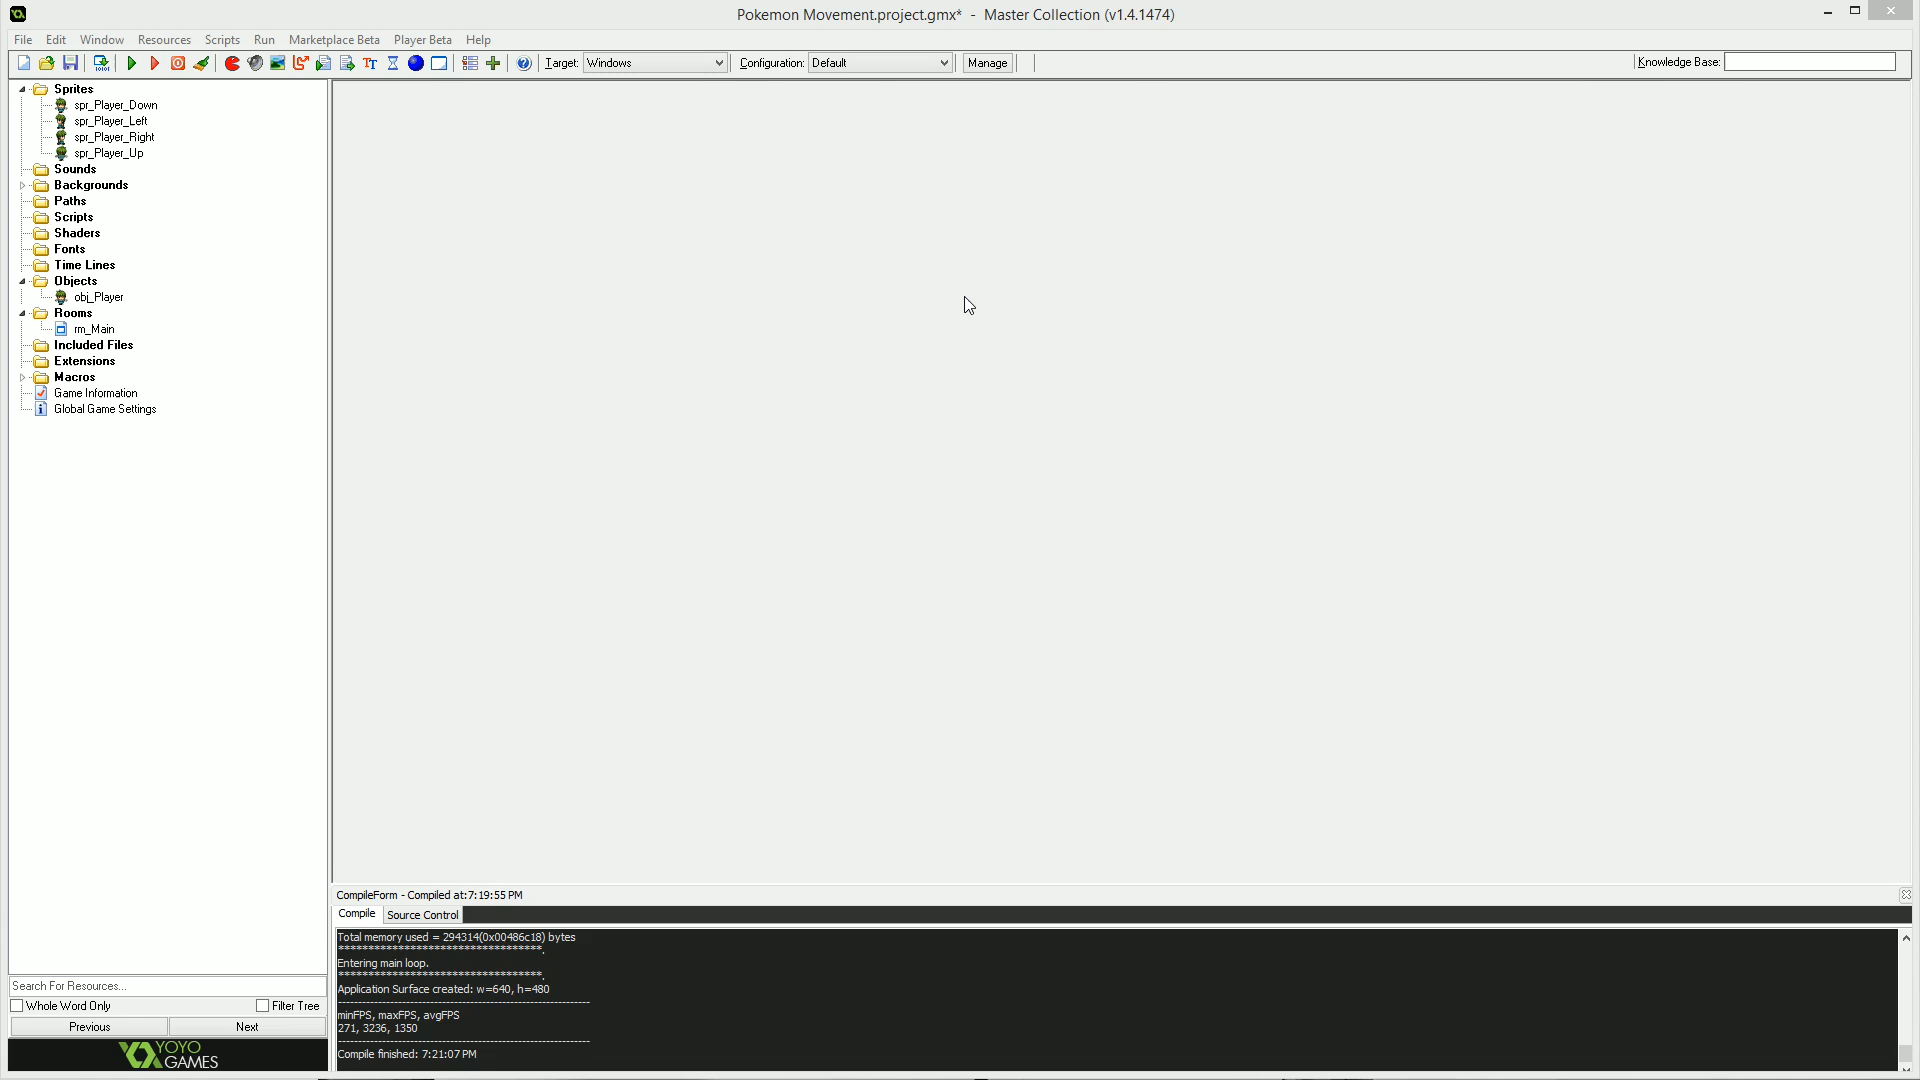 Pokemon Movement.project.gmx* - Master Collection (v1.4.1474)
File Edit Window Resources Scripts Run Marketplace Beta Player Beta Help
Target: Windows Configuration: Default Manage Knowledge Base:
Sprites
spr_Player_Down
spr_Player_Left
spr_Player_Right
spr_Player_Up
Sounds
Backgrounds
Paths
Scripts
Shaders
Fonts
Time Lines
Objects
obj_Player
Rooms
rm_Main
Included Files
Extensions
Macros
Game Information
Global Game Settings
Search For Resources...
Whole Word Only Filter Tree
Previous Next
YOYO
GAMES
CompileForm - Compiled at:7:19:55 PM
Compile Source Control
Total memory used = 294314(0x00486c18) bytes
**********************************.
Entering main loop.
**********************************.
Application Surface created: w=640, h=480
---------------------------------------------------------------
minFPS, maxFPS, avgFPS
271, 3236, 1350
---------------------------------------------------------------
Compile finished: 7:21:07 PM